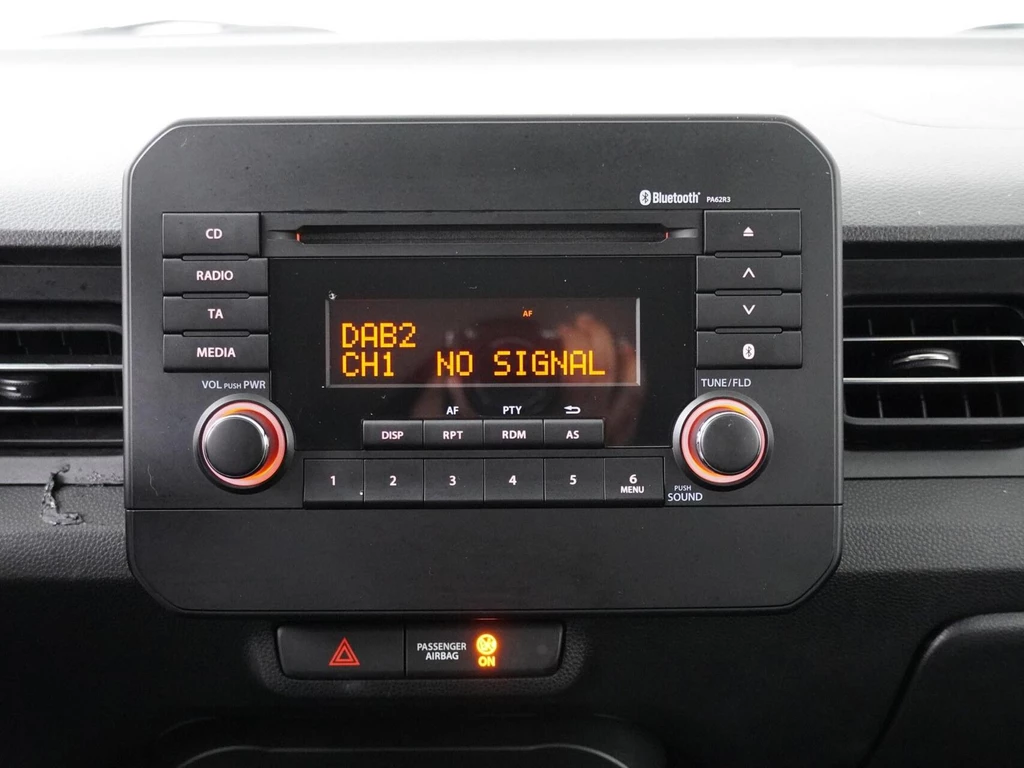 Bluetooth PA62R3
CD
RADIO
TA
MEDIA
AF
DAB2
CH1 NO SIGNAL
VOL PUSH PWR
TUNE/FLD
AF PTY
DISP RPT RDM AS
1 2 3 4 5 6
MENU
PUSH
SOUND
PASSENGER
AIRBAG
ON